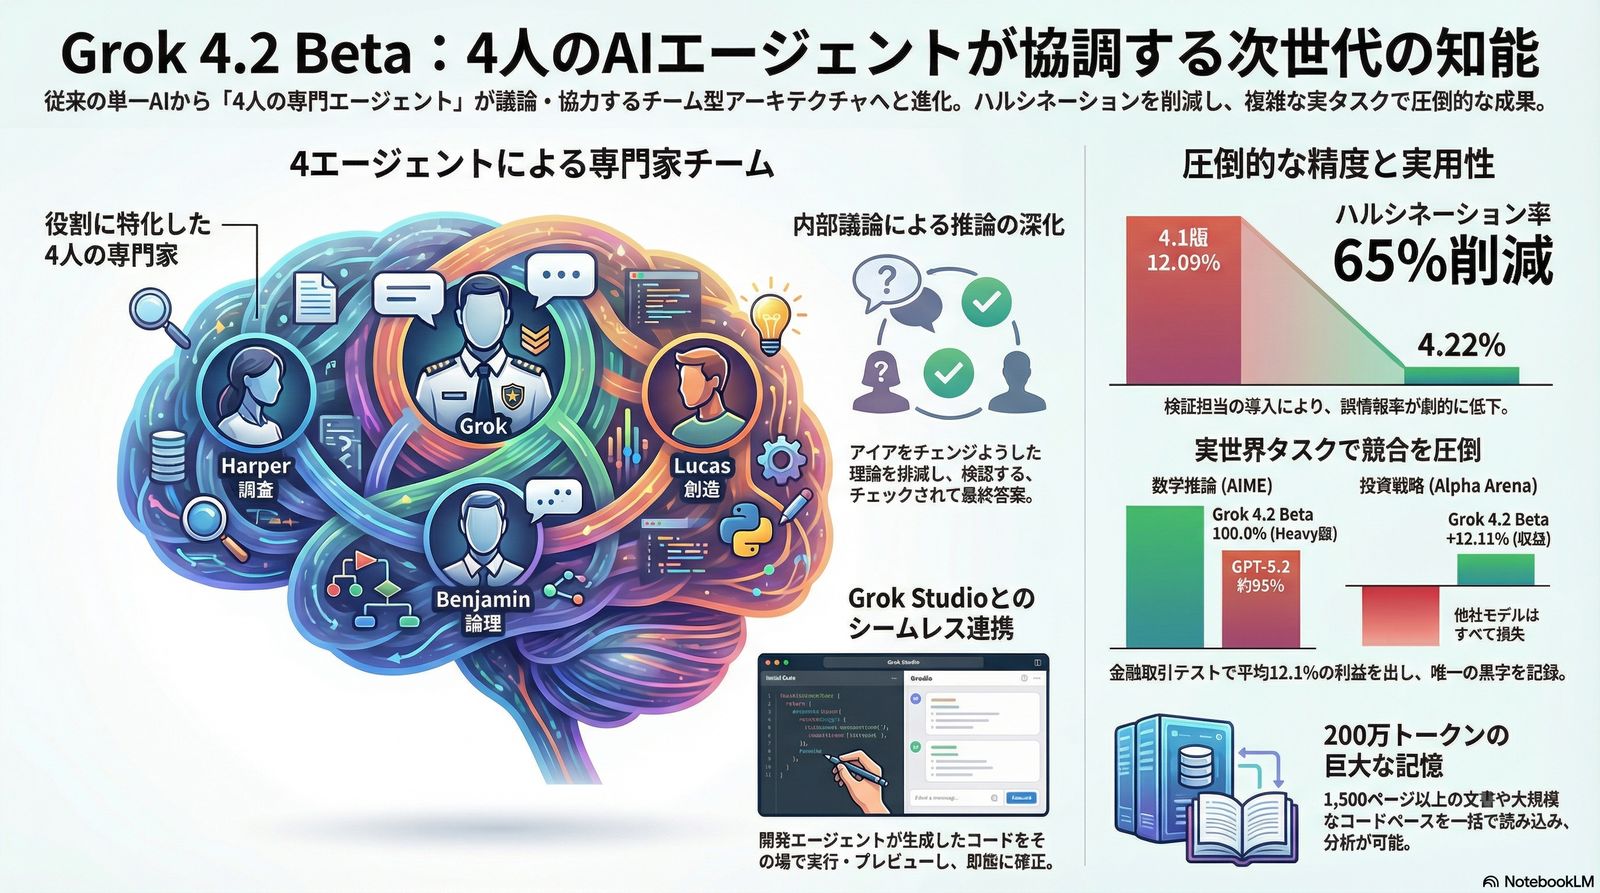 Grok 4.2 Beta：4人のAIエージェントが協調する次世代の知能
従来の単一AIから「4人の専門エージェント」が議論・協力するチーム型アーキテクチャへと進化。ハルシネーションを削減し、複雑な実タスクで圧倒的な成果。
4エージェントによる専門家チーム
役割に特化した
4人の専門家
Grok
Harper
調査
Lucas
創造
Benjamin
論理
内部議論による推論の深化
アイアをチェンジようした
理論を排減し、検認する、
チェックされて最終答案。
Grok Studioとの
シームレス連携
Grok Studio
開発エージェントが生成したコードをそ
の場で実行・プレビューし、即態に確正。
圧倒的な精度と実用性
ハルシネーション率
65%削減
4.1
12.09%
4.22%
検証担当の導入により、誤情報率が劇的に低下。
実世界タスクで競合を圧倒
数学推論 (AIME)
Grok 4.2 Beta
100.0% (Heavy
GPT-5.2
約95%
投資戦略 (Alpha Arena)
Grok 4.2 Beta
+12.11% (収益)
他社モデルは
すべて損失
金融取引テストで平均12.1%の利益を出し、唯一の黒字を記録。
200万トークンの
巨大な記憶
1,500ページ以上の文書や大規模
なコードベースを一括で読み込み、
分析が可能。
NotebookLM